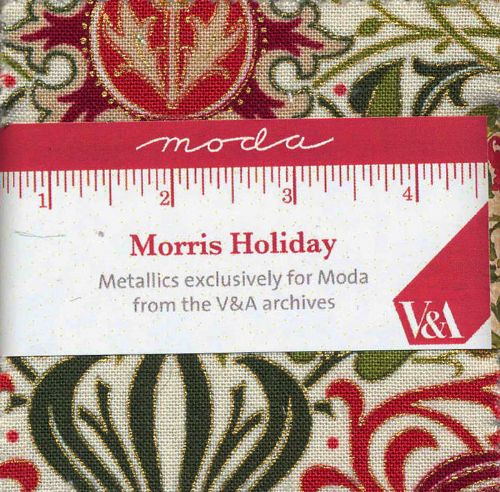 moda
1 2 3 4
Morris Holiday
Metallics exclusively for Moda
from the V&A archives
V&A